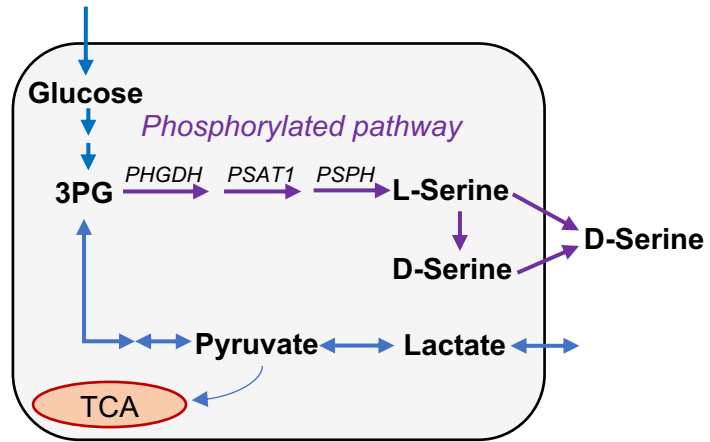 Glucose
Phosphorylated pathway
PHGDH PSAT1 PSPH
3PG L-Serine
D-Serine
D-Serine
Pyruvate Lactate
TCA